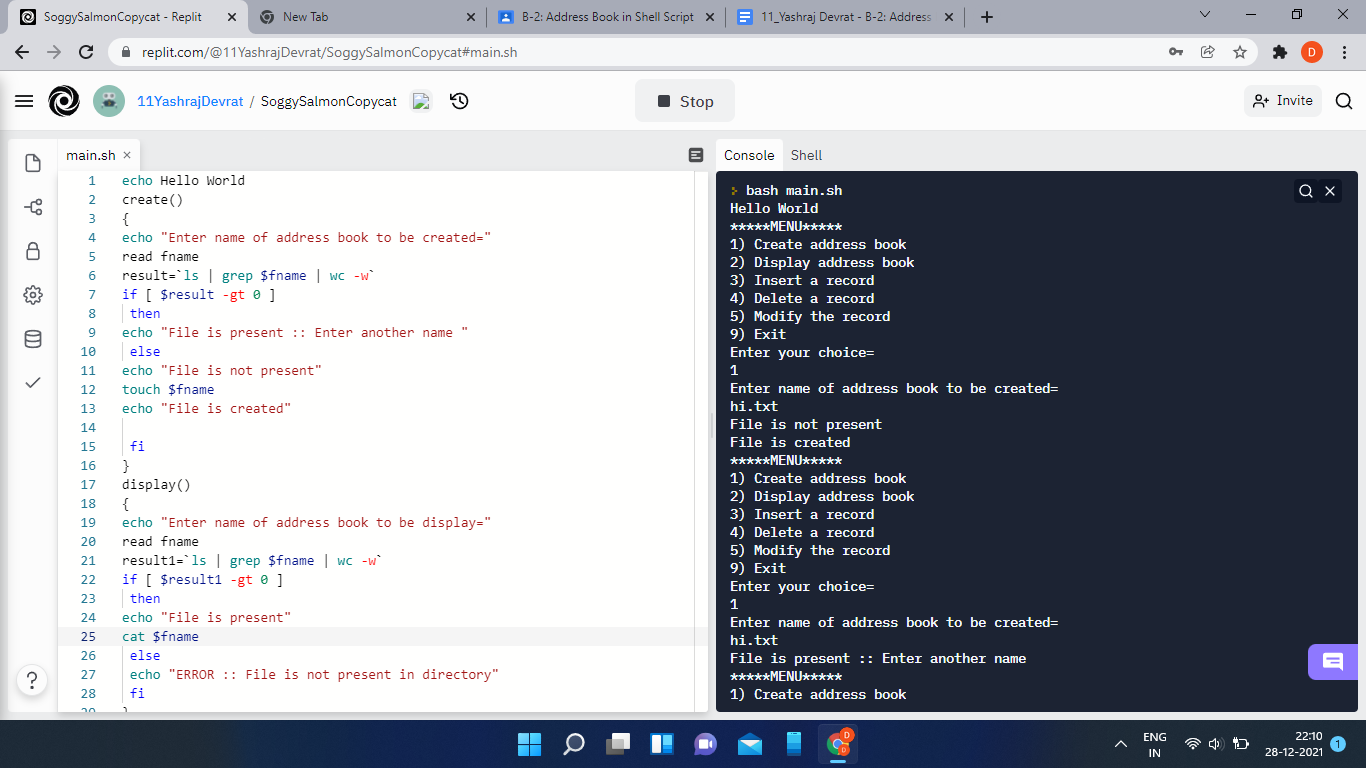 SoggySalmonCopycat - Replit
New Tab
B-2: Address Book in Shell Script
11_Yashraj Devrat - B-2: Address
replit.com/@11YashrajDevrat/SoggySalmonCopycat#main.sh
D
11YashrajDevrat / SoggySalmonCopycat
Stop
Invite
main.sh
Console
Shell
1 echo Hello World
2 create()
3 {
4 echo "Enter name of address book to be created="
5 read fname
6 result=`ls | grep $fname | wc -w`
7 if [ $result -gt 0 ]
8 then
9 echo "File is present :: Enter another name "
10 else
11 echo "File is not present"
12 touch $fname
13 echo "File is created"
14
15 fi
16 }
17 display()
18 {
19 echo "Enter name of address book to be display="
20 read fname
21 result1=`ls | grep $fname | wc -w`
22 if [ $result1 -gt 0 ]
23 then
24 echo "File is present"
25 cat $fname
26 else
27 echo "ERROR :: File is not present in directory"
28 fi
29 }
bash main.sh
Hello World
*****MENU*****
1) Create address book
2) Display address book
3) Insert a record
4) Delete a record
5) Modify the record
9) Exit
Enter your choice=
1
Enter name of address book to be created=
hi.txt
File is not present
File is created
*****MENU*****
1) Create address book
2) Display address book
3) Insert a record
4) Delete a record
5) Modify the record
9) Exit
Enter your choice=
1
Enter name of address book to be created=
hi.txt
File is present :: Enter another name
*****MENU*****
1) Create address book
?
D
D
ENG
IN
22:10
28-12-2021
1